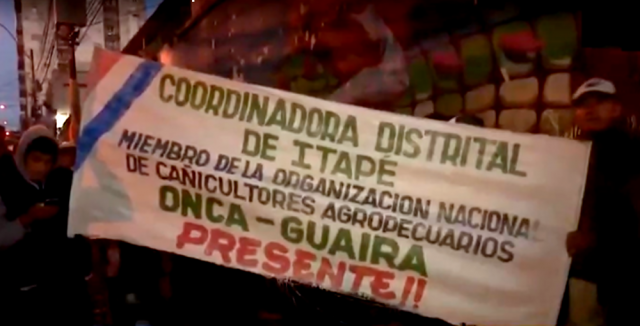 COORDINADORA DISTRITAL
DE ITAPÉ
MIEMBRO DE LA ORGANIZACION NACIONAL
DE CAÑICULTORES AGROPECUARIOS
ONCA - GUAIRA
PRESENTE!!